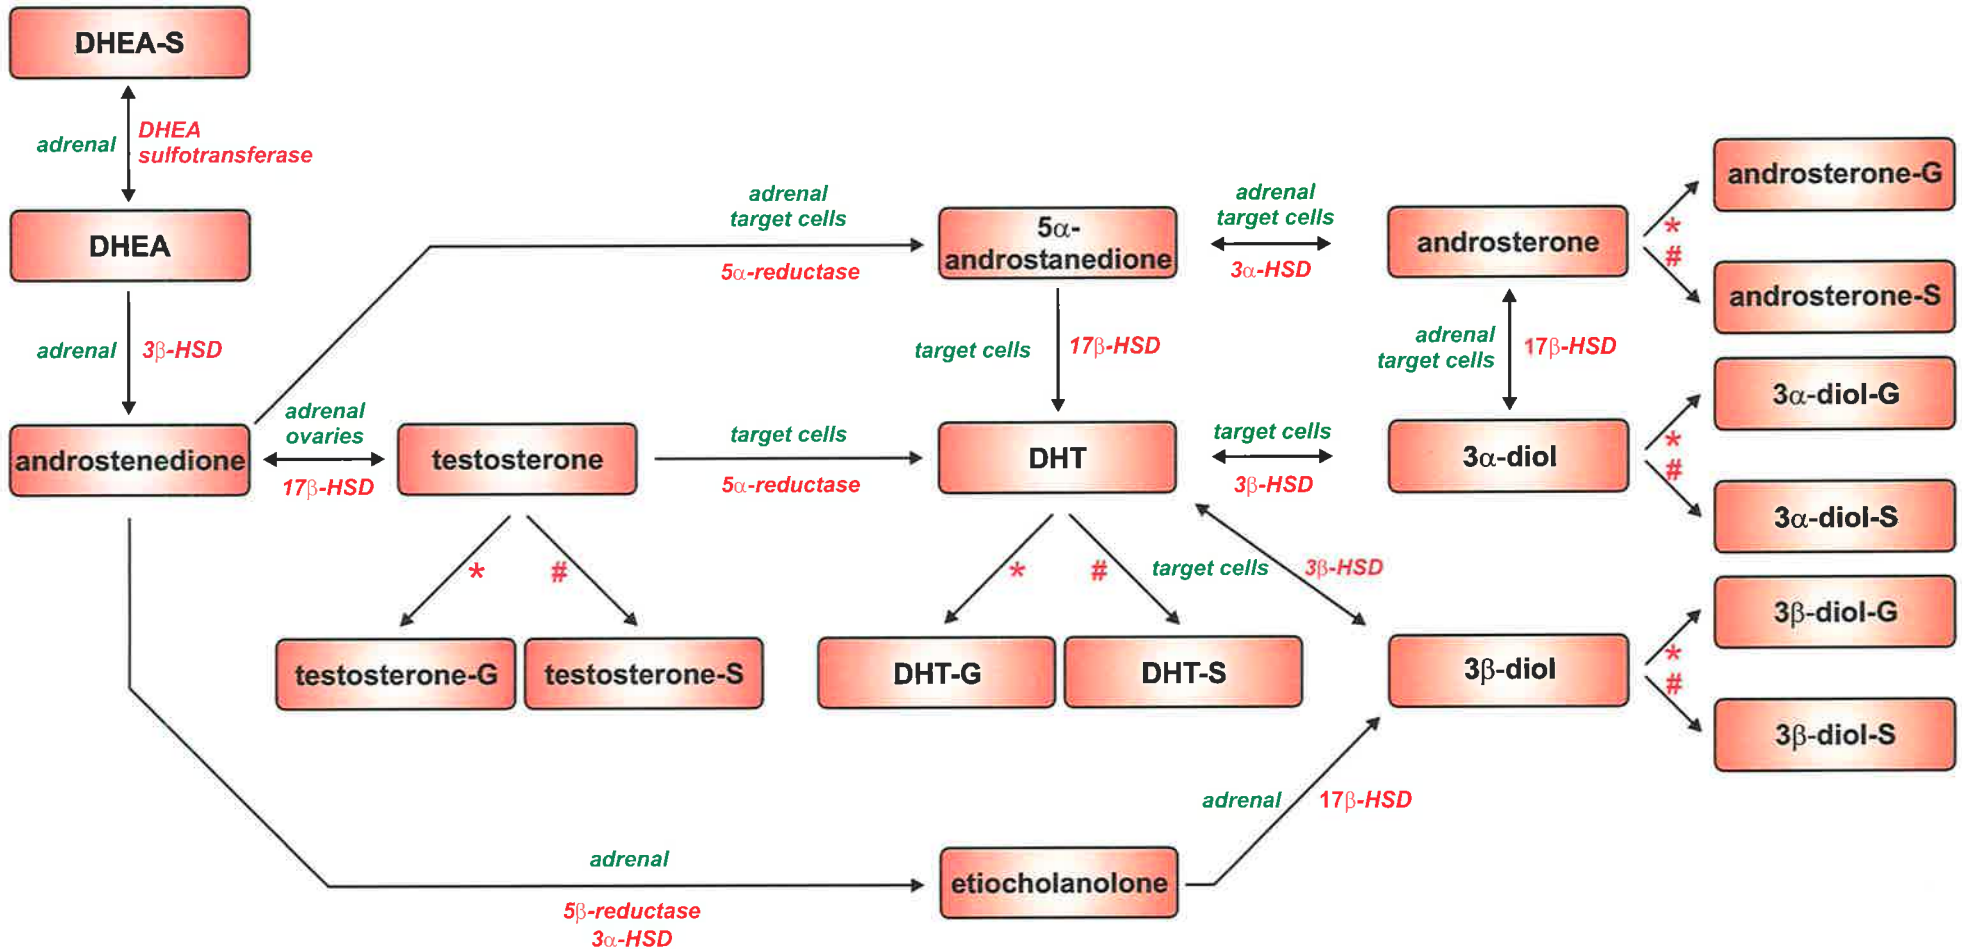 DHEA-S
adrenal
DHEA
sulfotransferase
DHEA
adrenal
3β-HSD
androstenedione
adrenal
ovaries
17β-HSD
testosterone
adrenal
target cells
5α-reductase
target cells
5α-reductase
5α-
androstanedione
target cells
17β-HSD
DHT
adrenal
target cells
3α-HSD
androsterone
adrenal
target cells
17β-HSD
target cells
3β-HSD
3α-diol
*
#
androsterone-G
androsterone-S
*
#
3α-diol-G
3α-diol-S
*
#
testosterone-G
testosterone-S
*
#
DHT-G
DHT-S
target cells
3β-HSD
3β-diol
*
#
3β-diol-G
3β-diol-S
adrenal
5β-reductase
3α-HSD
etiocholanolone
adrenal
17β-HSD